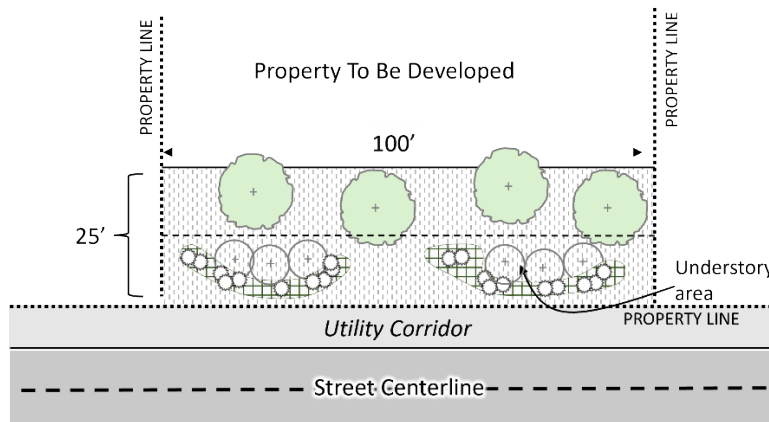 PROPERTY LINE
PROPERTY LINE
Property To Be Developed
100’
25’
Understory
area
PROPERTY LINE
Utility Corridor
Street Centerline